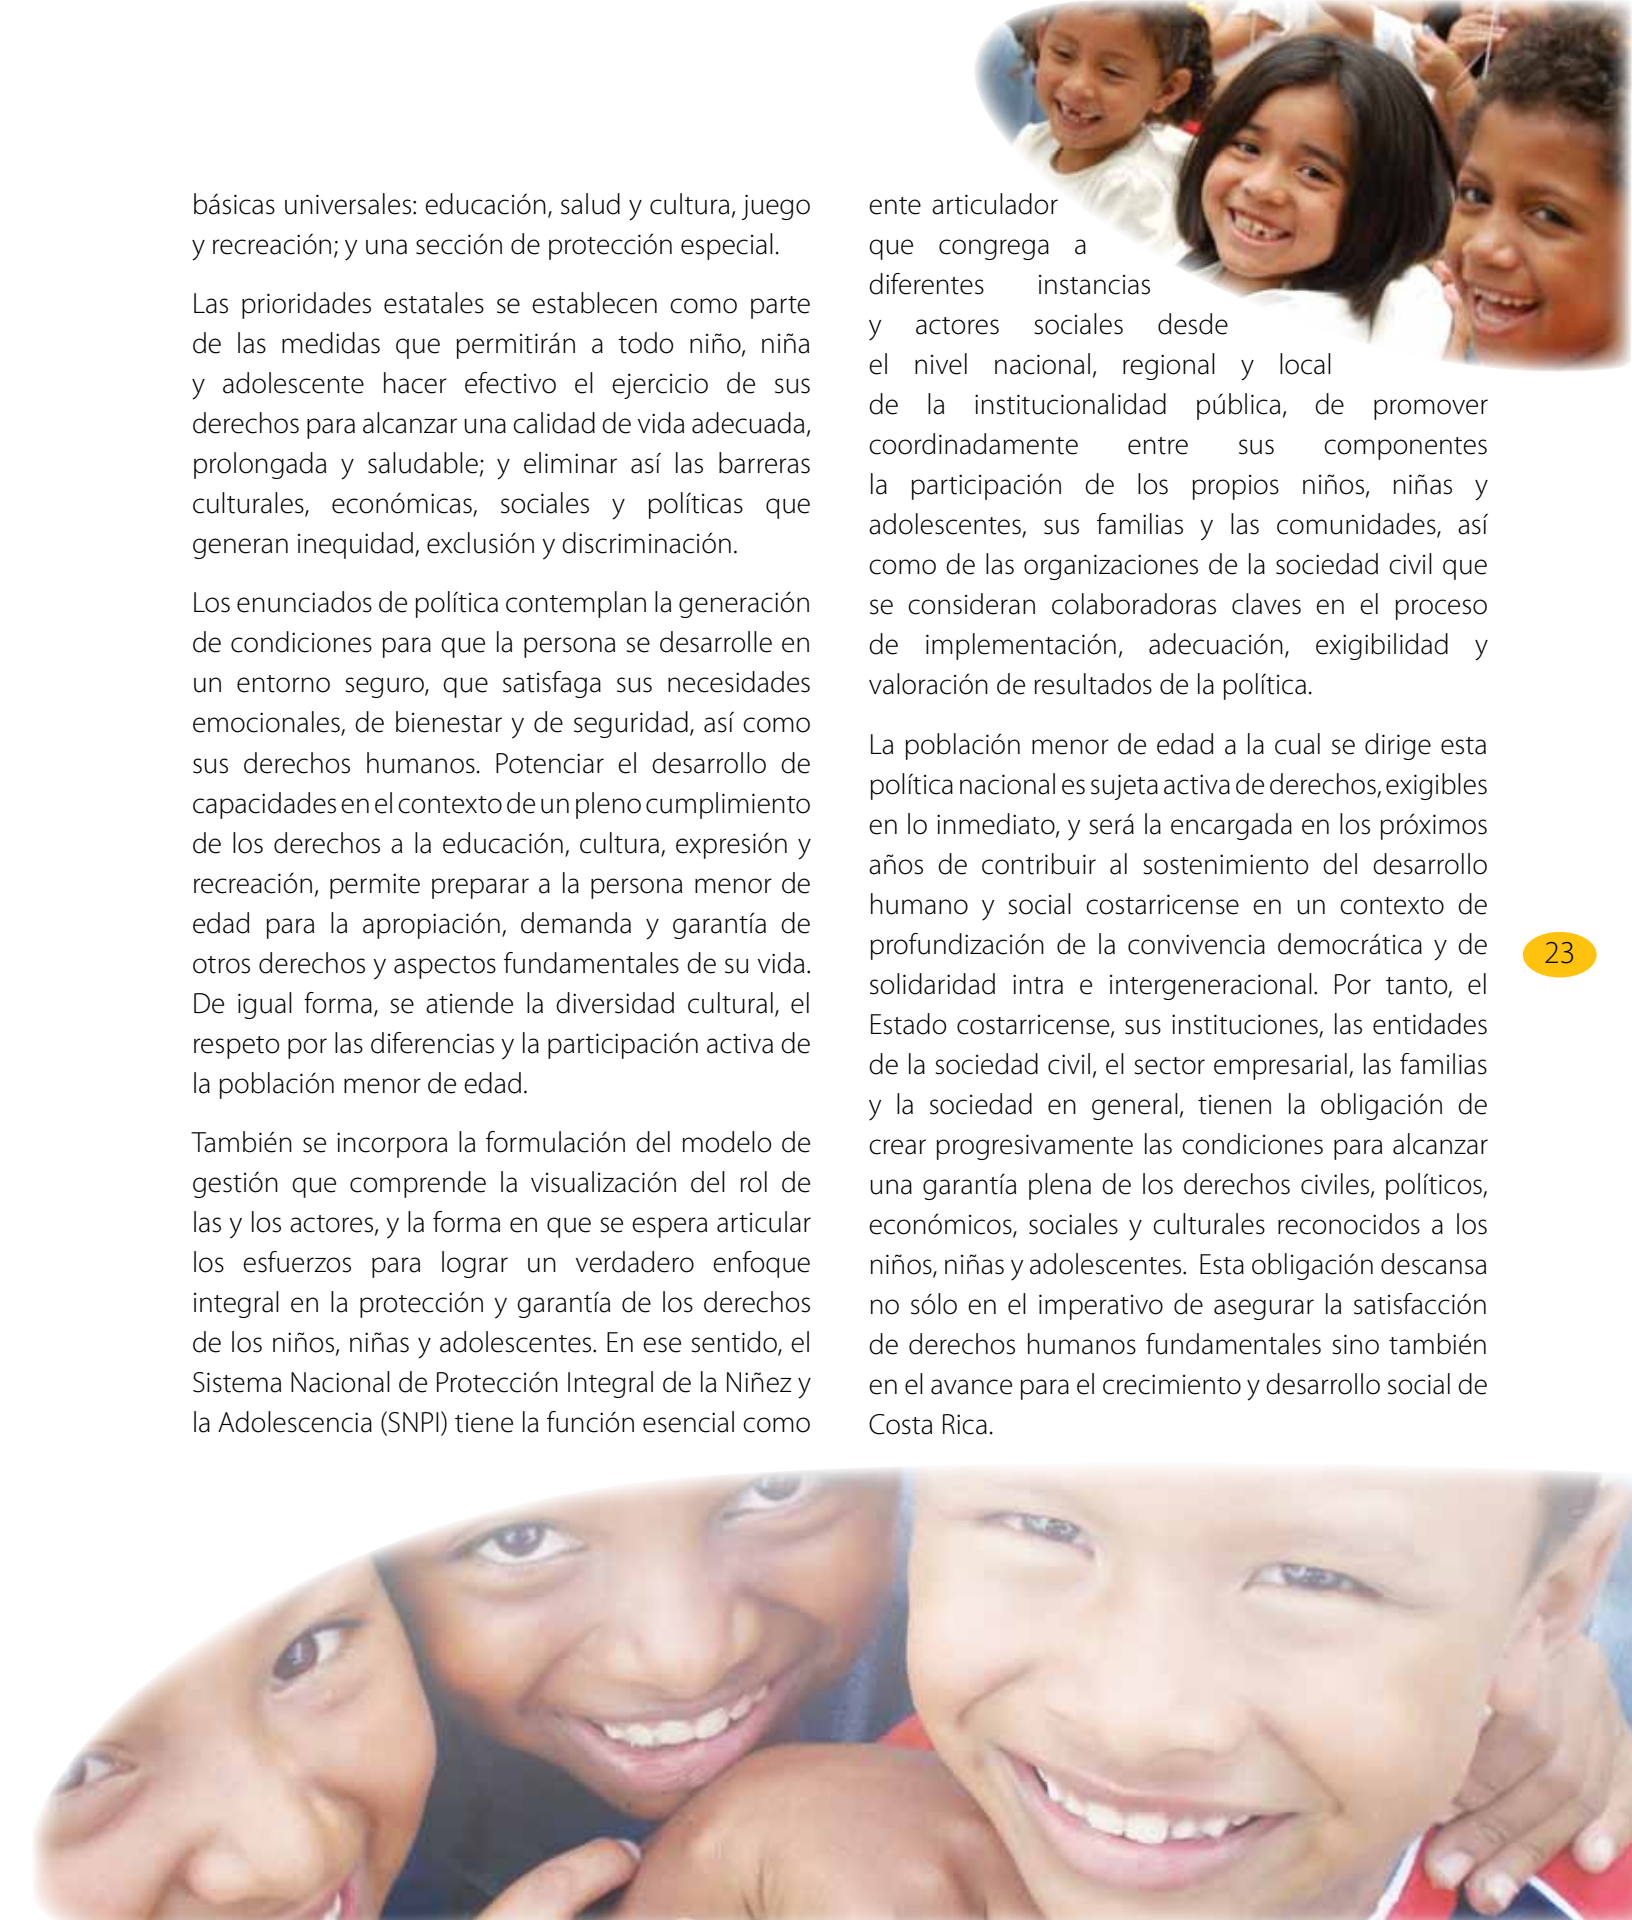 básicas universales: educación, salud y cultura, juego
y recreación; y una sección de protección especial.
Las prioridades estatales se establecen como parte
de las medidas que permitirán a todo niño, niña
y adolescente hacer efectivo el ejercicio de sus
derechos para alcanzar una calidad de vida adecuada,
prolongada y saludable; y eliminar así las barreras
culturales, económicas, sociales y políticas que
generan inequidad, exclusión y discriminación.
Los enunciados de política contemplan la generación
de condiciones para que la persona se desarrolle en
un entorno seguro, que satisfaga sus necesidades
emocionales, de bienestar y de seguridad, así como
sus derechos humanos. Potenciar el desarrollo de
capacidades en el contexto de un pleno cumplimiento
de los derechos a la educación, cultura, expresión y
recreación, permite preparar a la persona menor de
edad para la apropiación, demanda y garantía de
otros derechos y aspectos fundamentales de su vida.
De igual forma, se atiende la diversidad cultural, el
respeto por las diferencias y la participación activa de
la población menor de edad.
También se incorpora la formulación del modelo de
gestión que comprende la visualización del rol de
las y los actores, y la forma en que se espera articular
los esfuerzos para lograr un verdadero enfoque
integral en la protección y garantía de los derechos
de los niños, niñas y adolescentes. En ese sentido, el
Sistema Nacional de Protección Integral de la Niñez y
la Adolescencia (SNPI) tiene la función esencial como
ente articulador
que congrega a
diferentes instancias
y actores sociales desde
el nivel nacional, regional y local
de la institucionalidad pública, de promover
coordinadamente entre sus componentes
la participación de los propios niños, niñas y
adolescentes, sus familias y las comunidades, así
como de las organizaciones de la sociedad civil que
se consideran colaboradoras claves en el proceso
de implementación, adecuación, exigibilidad y
valoración de resultados de la política.
La población menor de edad a la cual se dirige esta
política nacional es sujeta activa de derechos, exigibles
en lo inmediato, y será la encargada en los próximos
años de contribuir al sostenimiento del desarrollo
humano y social costarricense en un contexto de
profundización de la convivencia democrática y de
solidaridad intra e intergeneracional. Por tanto, el
Estado costarricense, sus instituciones, las entidades
de la sociedad civil, el sector empresarial, las familias
y la sociedad en general, tienen la obligación de
crear progresivamente las condiciones para alcanzar
una garantía plena de los derechos civiles, políticos,
económicos, sociales y culturales reconocidos a los
niños, niñas y adolescentes. Esta obligación descansa
no sólo en el imperativo de asegurar la satisfacción
de derechos humanos fundamentales sino también
en el avance para el crecimiento y desarrollo social de
Costa Rica.
23